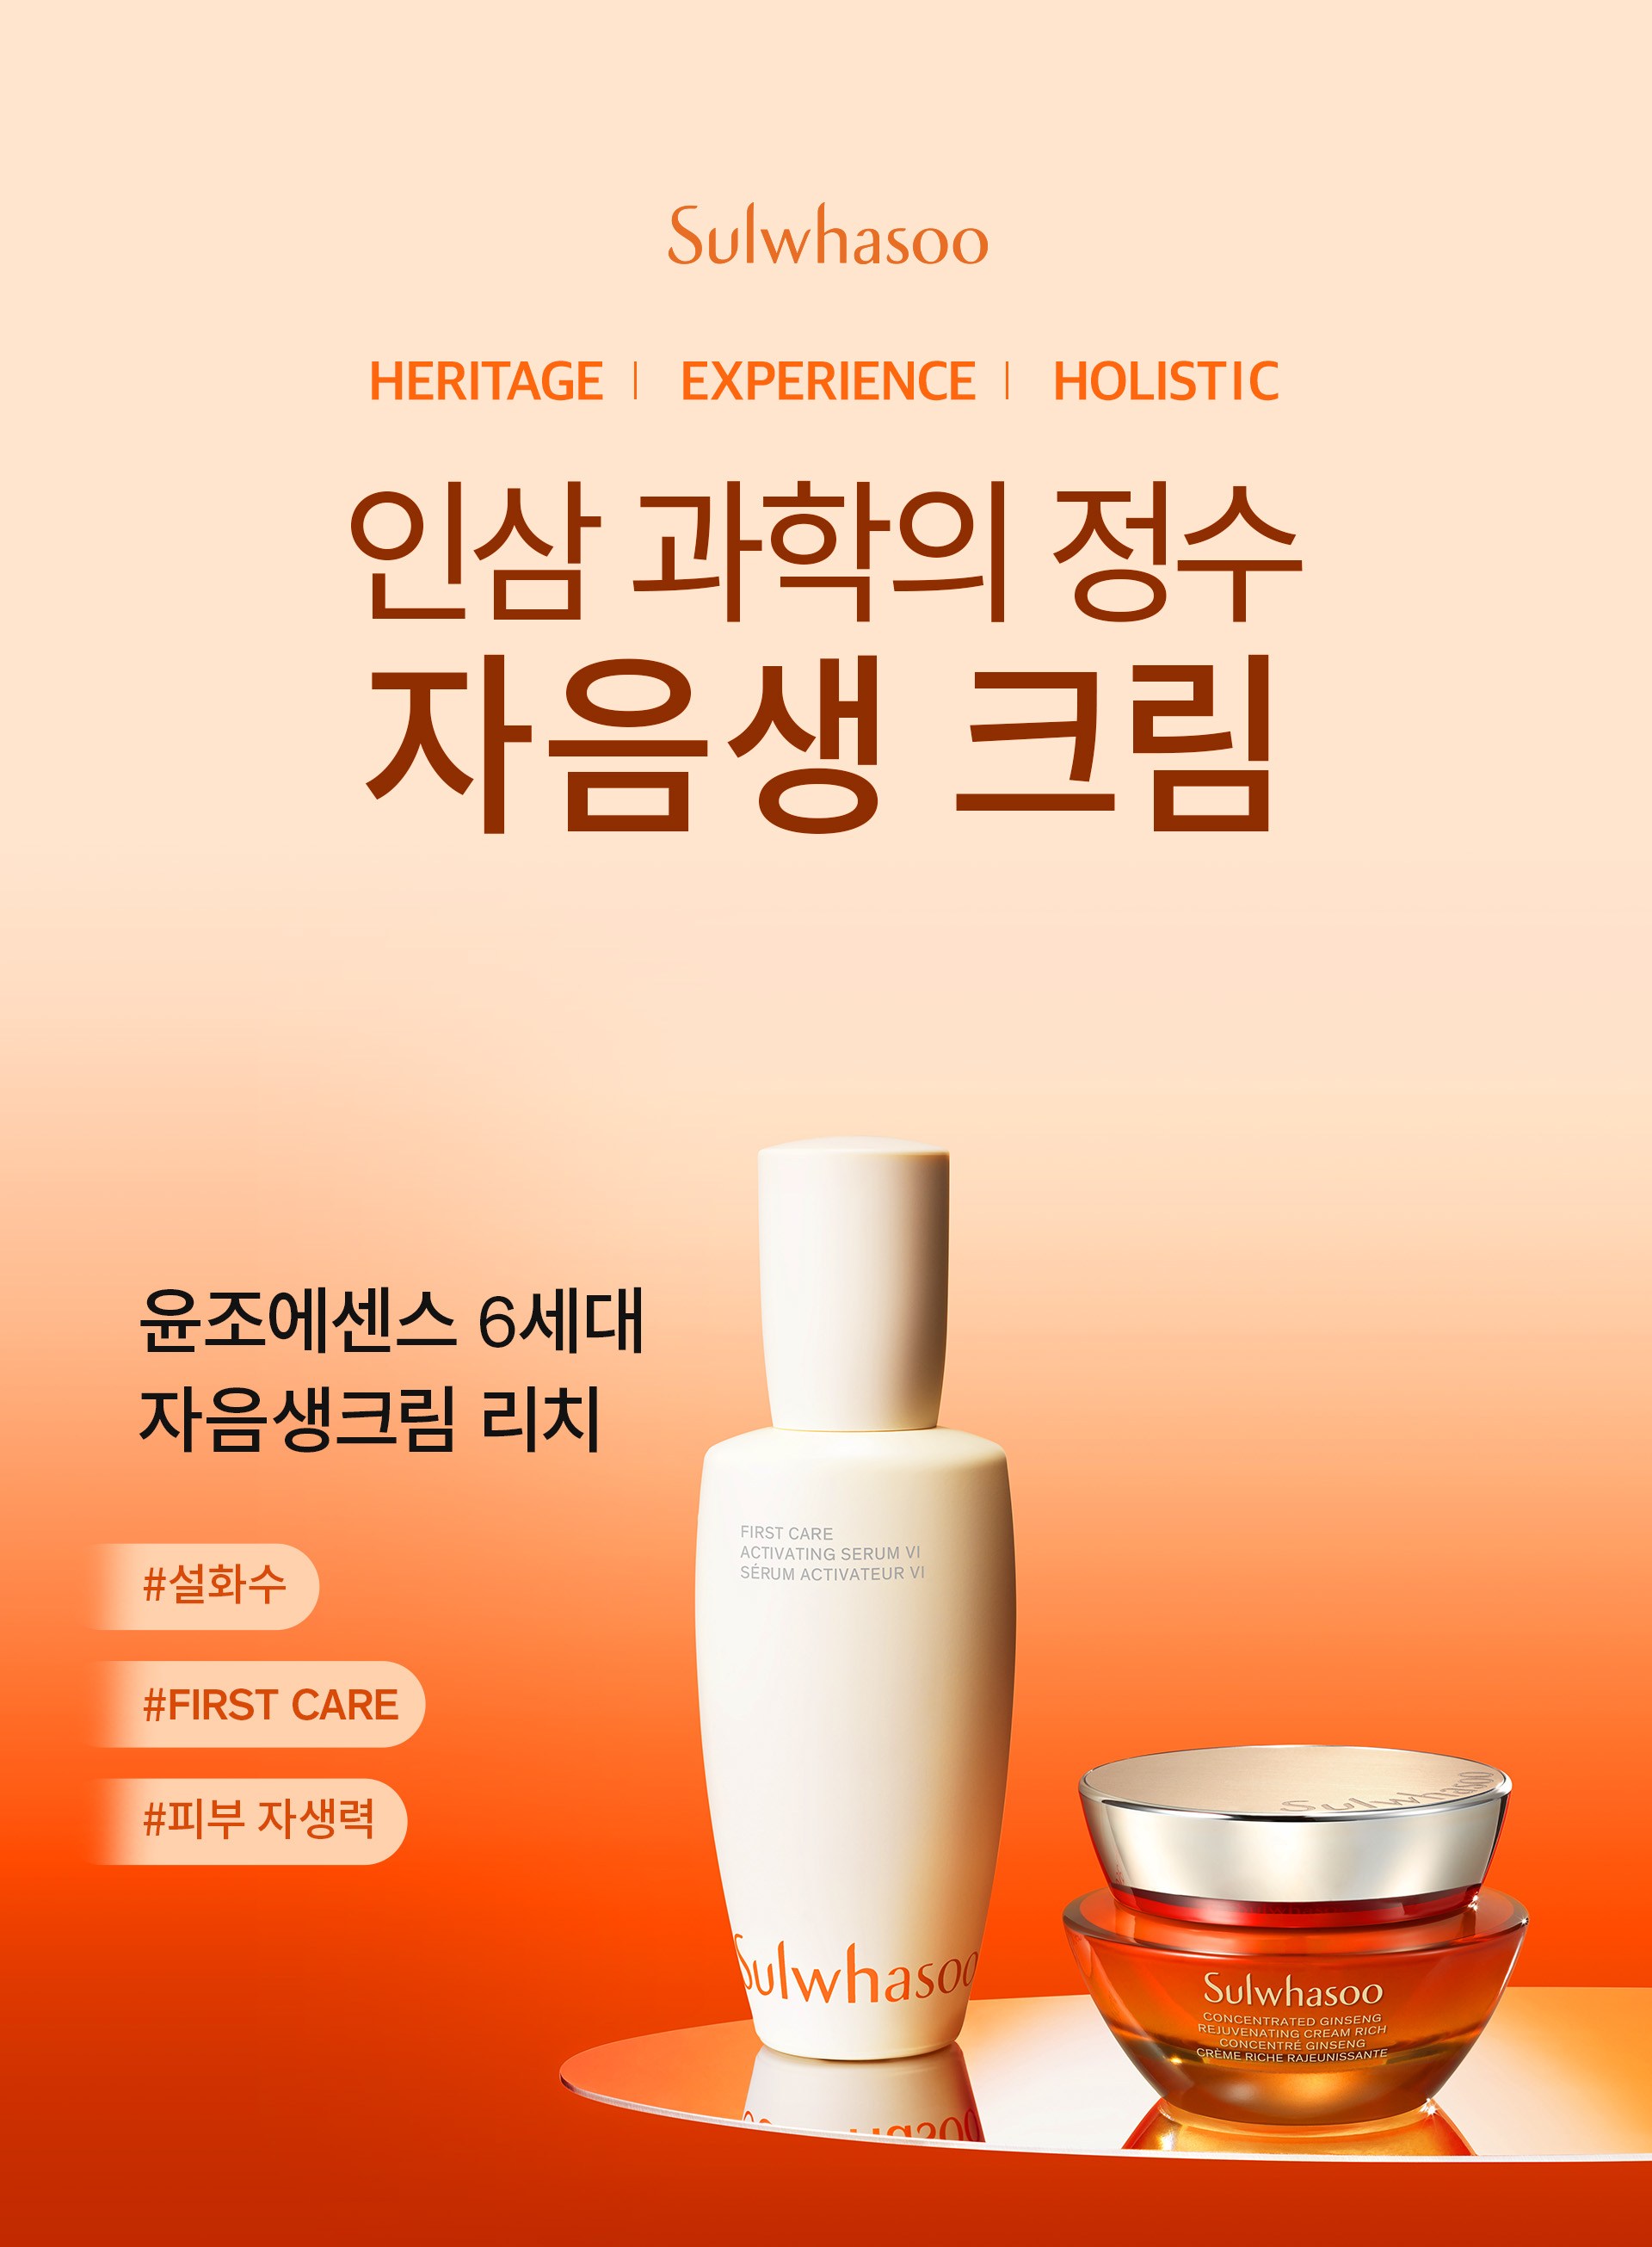 Sulwhasoo
HERITAGE | EXPERIENCE | HOLISTIC
인삼 과학의 정수
자음생 크림
윤조에센스 6세대
자음생크림 리치
#설화수
#FIRST CARE
#피부 자생력
FIRST CARE
ACTIVATING SERUM VI
SÉRUM ACTIVATEUR VI
Sulwhasoo
Sulwhasoo
Sulwhasoo
CONCENTRATED GINSENG
REJUVENATING CREAM RICH
CONCENTRÉ GINSENG
CRÈME RICHE RAJEUNISSANTE